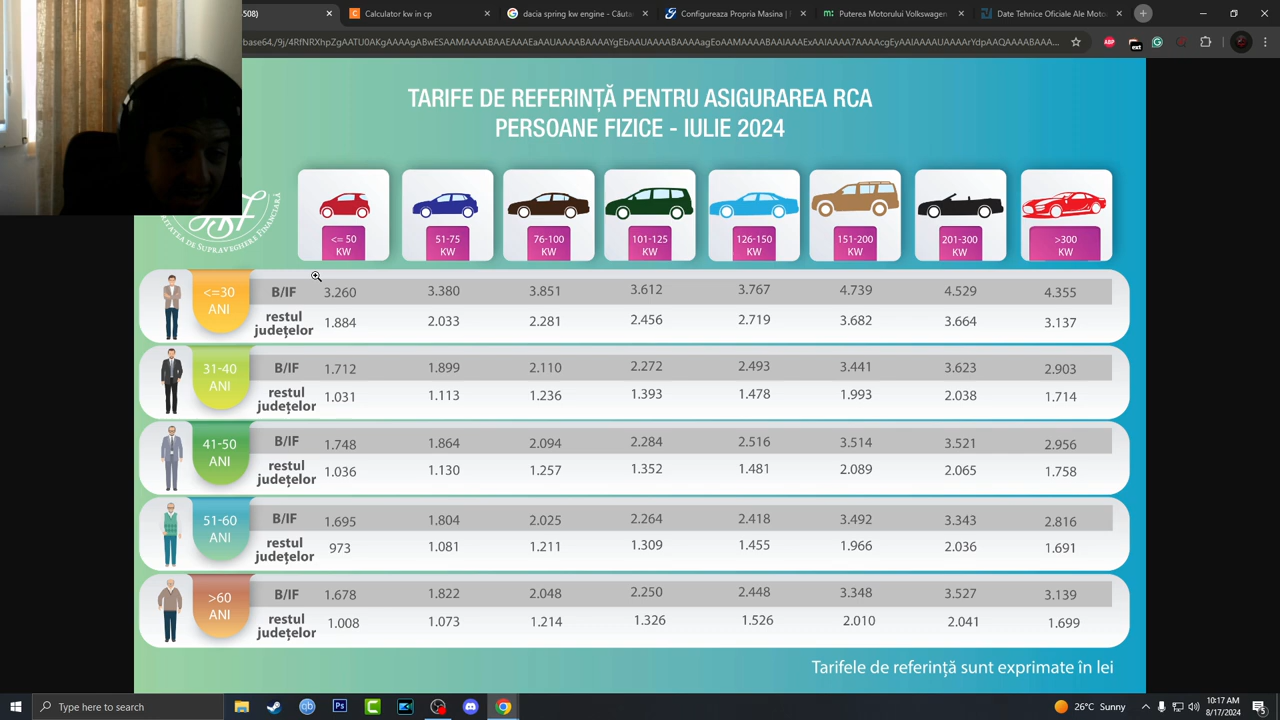 508)
Calculator kw in cp
dacia spring kw engine - Căuta
Configureaza Propria Masina |
Puterea Motorului Volkswagen
Date Tehnice Oficiale Ale Moto
ABP
ext
TARIFE DE REFERINȚĂ PENTRU ASIGURAREA RCA
PERSOANE FIZICE - IULIE 2024
DE SUPRAVEGHERE FINANCIARĂ
<= 50 KW 51-75 KW 76-100 KW 101-125 KW 126-150 KW 151-200 KW 201-300 KW >300 KW
<=30 ANI
B/IF 3.260 3.380 3.851 3.612 3.767 4.739 4.529 4.355
restul județelor 1.884 2.033 2.281 2.456 2.719 3.682 3.664 3.137
31-40 ANI
B/IF 1.712 1.899 2.110 2.272 2.493 3.441 3.623 2.903
restul județelor 1.031 1.113 1.236 1.393 1.478 1.993 2.038 1.714
41-50 ANI
B/IF 1.748 1.864 2.094 2.284 2.516 3.514 3.521 2.956
restul județelor 1.036 1.130 1.257 1.352 1.481 2.089 2.065 1.758
51-60 ANI
B/IF 1.695 1.804 2.025 2.264 2.418 3.492 3.343 2.816
restul județelor 973 1.081 1.211 1.309 1.455 1.966 2.036 1.691
>60 ANI
B/IF 1.678 1.822 2.048 2.250 2.448 3.348 3.527 3.139
restul județelor 1.008 1.073 1.214 1.326 1.526 2.010 2.041 1.699
Tarifele de referință sunt exprimate în lei
Type here to search
26°C Sunny
10:17 AM
8/17/2024